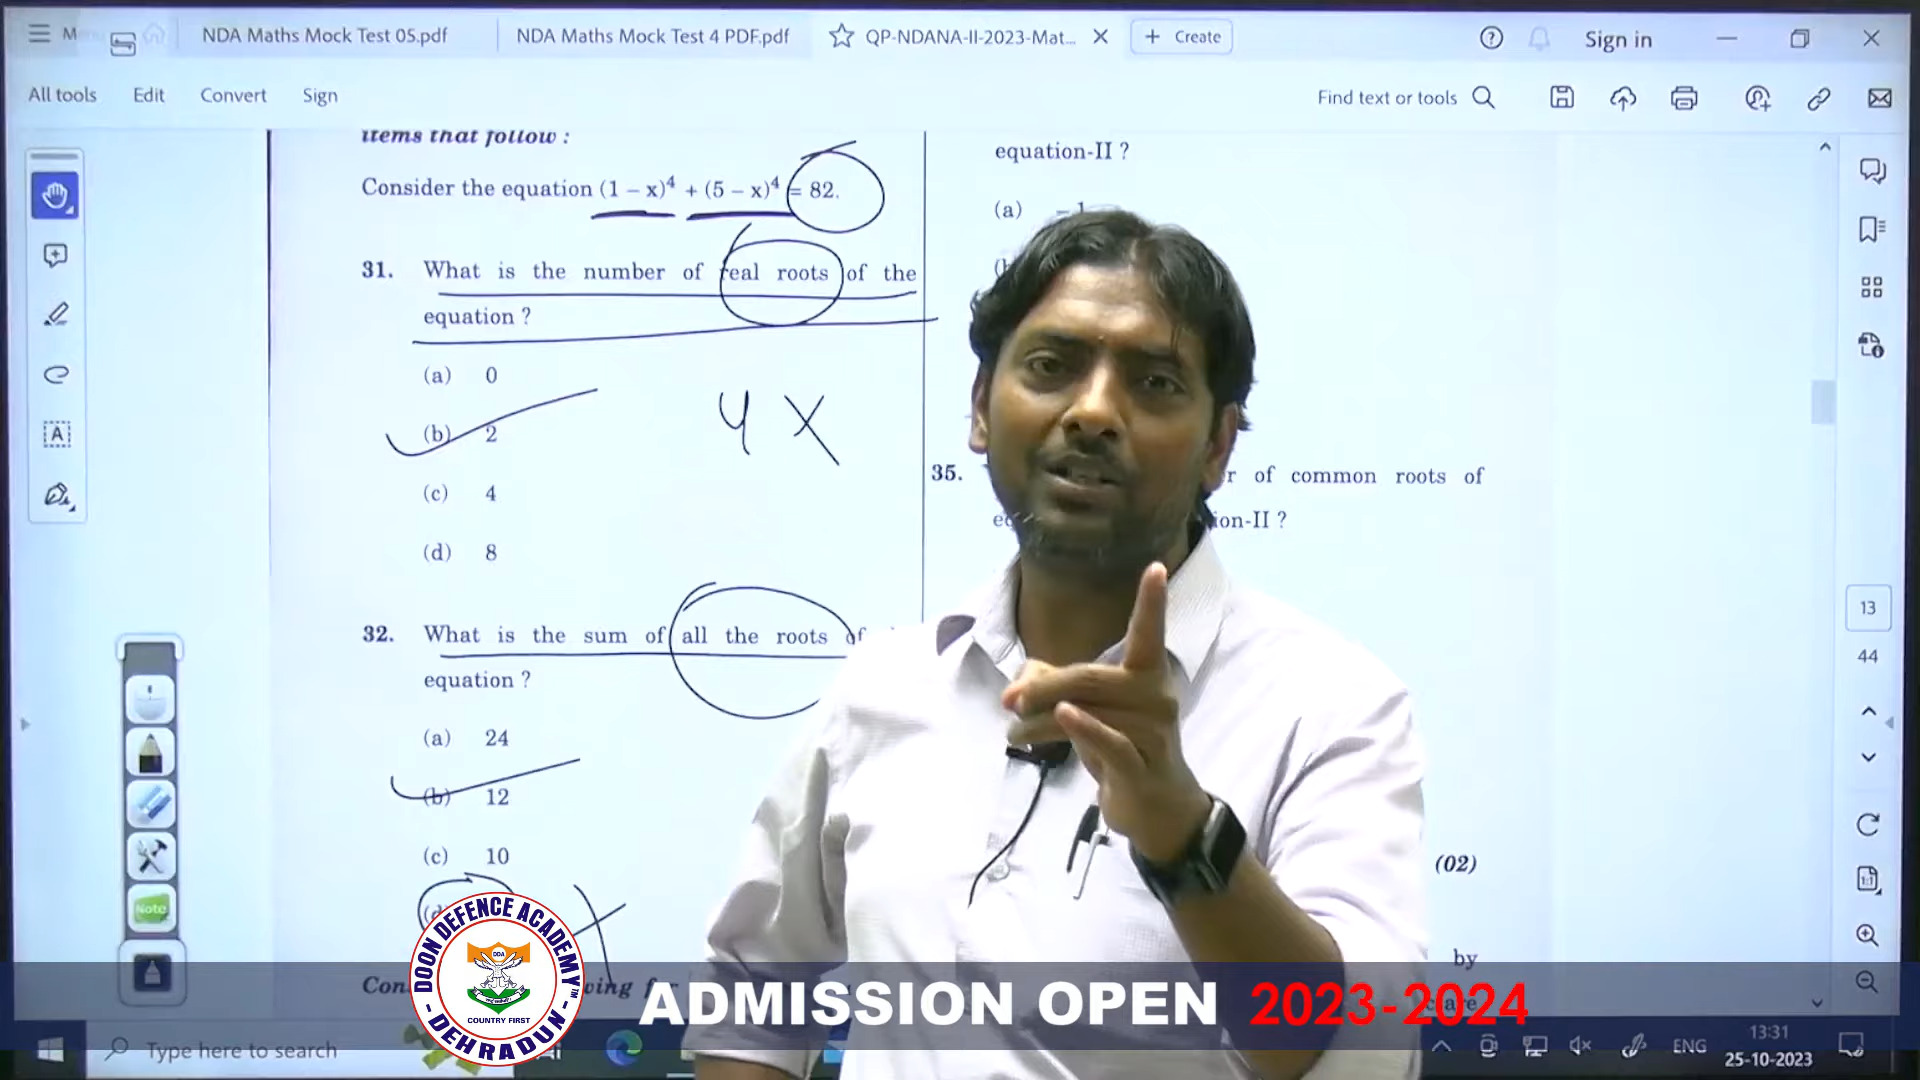 NDA Maths Mock Test 05.pdf
NDA Maths Mock Test 4 PDF.pdf
QP-NDANA-II-2023-Mat...
+ Create
Sign in
All tools
Edit
Convert
Sign
Find text or tools
items that follow :
Consider the equation (1 – x)⁴ + (5 – x)⁴ = 82.
31. What is the number of real roots of the
equation ?
(a) 0
(b) 2
(c) 4
(d) 8
4 X
32. What is the sum of all the roots of
equation ?
(a) 24
(b) 12
(c) 10
equation-II ?
(a) – 1
35.
of common roots of
ion-II ?
(02)
by
13
44
Note
DOON DEFENCE ACADEMY™
DDA
COUNTRY FIRST
- DEHRADUN -
ADMISSION OPEN 2023-2024
Type here to search
ENG
13:31
25-10-2023